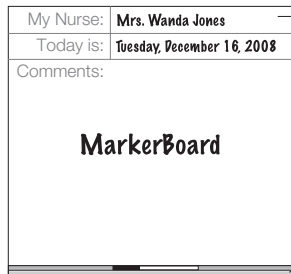 My Nurse: Mrs. Wanda Jones
Today is: Tuesday, December 16, 2008
Comments:
MarkerBoard